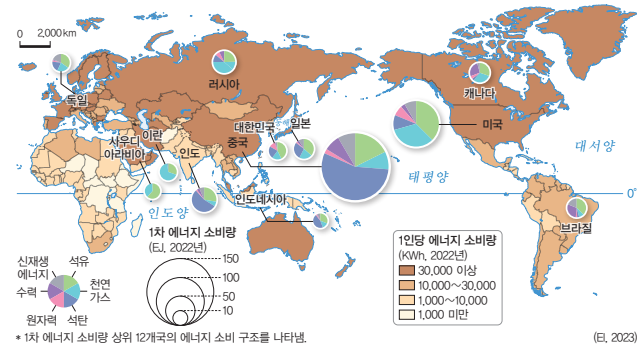 0    2,000 km
독일
러시아
캐나다
미국
대서양
대한민국
일본
중국
이란
사우디
아라비아
인도
태평양
인도양
인도네시아
0°
브라질
1차 에너지 소비량
(EJ, 2022년)
150
100
50
10
신재생
에너지
석유
수력
천연
가스
원자력
석탄
1인당 에너지 소비량
(KWh, 2022년)
30,000 이상
10,000～30,000
1,000～10,000
1,000 미만
* 1차 에너지 소비량 상위 12개국의 에너지 소비 구조를 나타냄.
(EI, 2023)